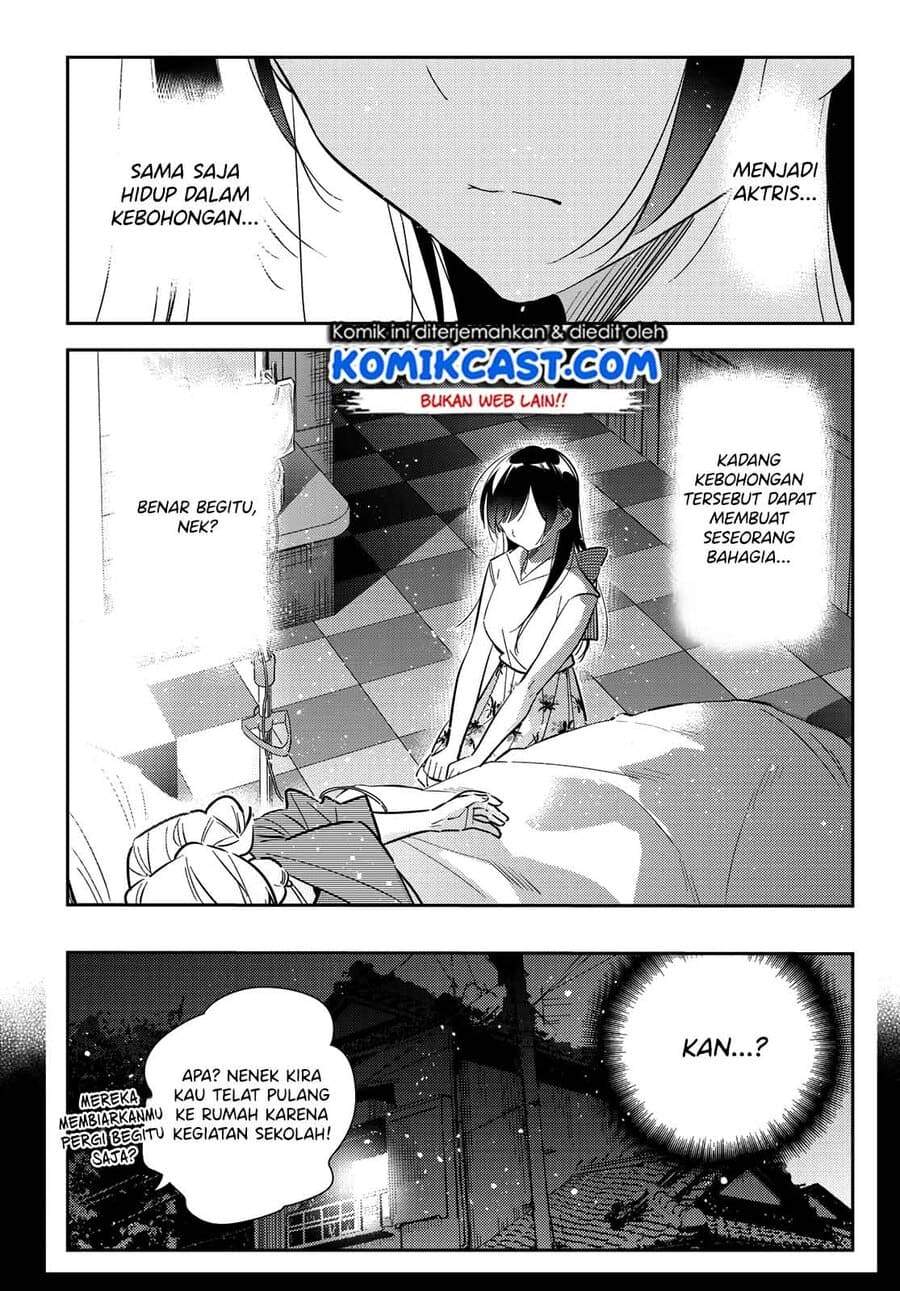 MENJADI
AKTRIS...
SAMA SAJA
HIDUP DALAM
KEBOHONGAN...
Komik ini diterjemahkan & diedit oleh
KOMIKCAST.COM
BUKAN WEB LAIN!!
KADANG
KEBOHONGAN
TERSEBUT DAPAT
MEMBUAT
SESEORANG
BAHAGIA...
BENAR BEGITU,
NEK?
KAN...?
APA? NENEK KIRA
KAU TELAT PULANG
KE RUMAH KARENA
KEGIATAN SEKOLAH!
MEREKA
MEMBIARKANMU
PERGI BEGITU
SAJA?